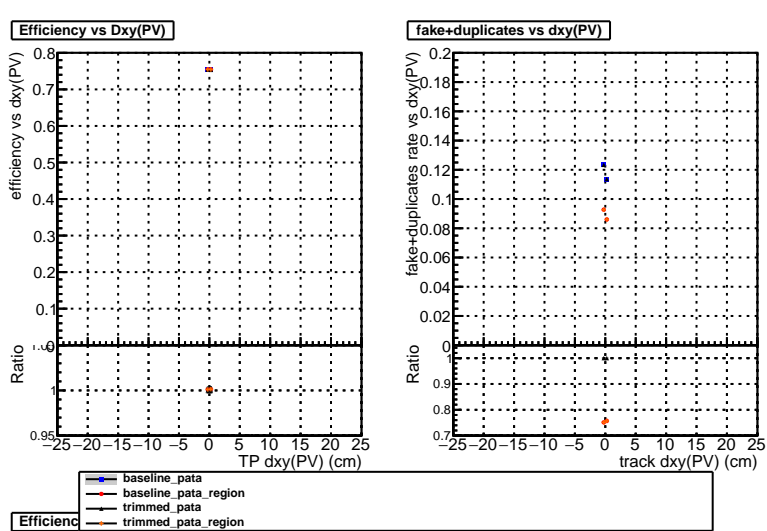 Efficiency vs Dxy(PV)
efficiency vs dxy(PV)
0.8
0.7
0.6
0.5
0.4
0.3
0.2
0.1
0
Ratio
1
0.95
−25 −20 −15 −10 −5 0 5 10 15 20 25
TP dxy(PV) (cm)
fake+duplicates vs dxy(PV)
fake+duplicates rate vs dxy(PV)
0.2
0.18
0.16
0.14
0.12
0.1
0.08
0.06
0.04
0.02
0
Ratio
1
0.9
0.8
0.7
−25 −20 −15 −10 −5 0 5 10 15 20 25
track dxy(PV) (cm)
baseline_pata
baseline_pata_region
trimmed_pata
trimmed_pata_region
Efficienc